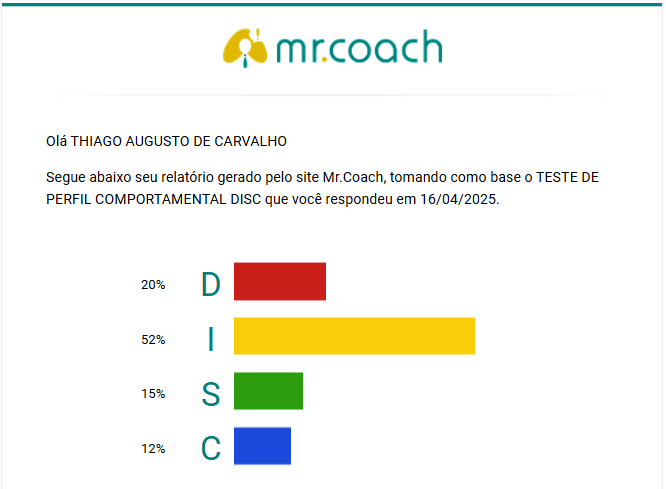 mr.coach
Olá THIAGO AUGUSTO DE CARVALHO
Segue abaixo seu relatório gerado pelo site Mr.Coach, tomando como base o TESTE DE
PERFIL COMPORTAMENTAL DISC que você respondeu em 16/04/2025.
20% D
52% I
15% S
12% C